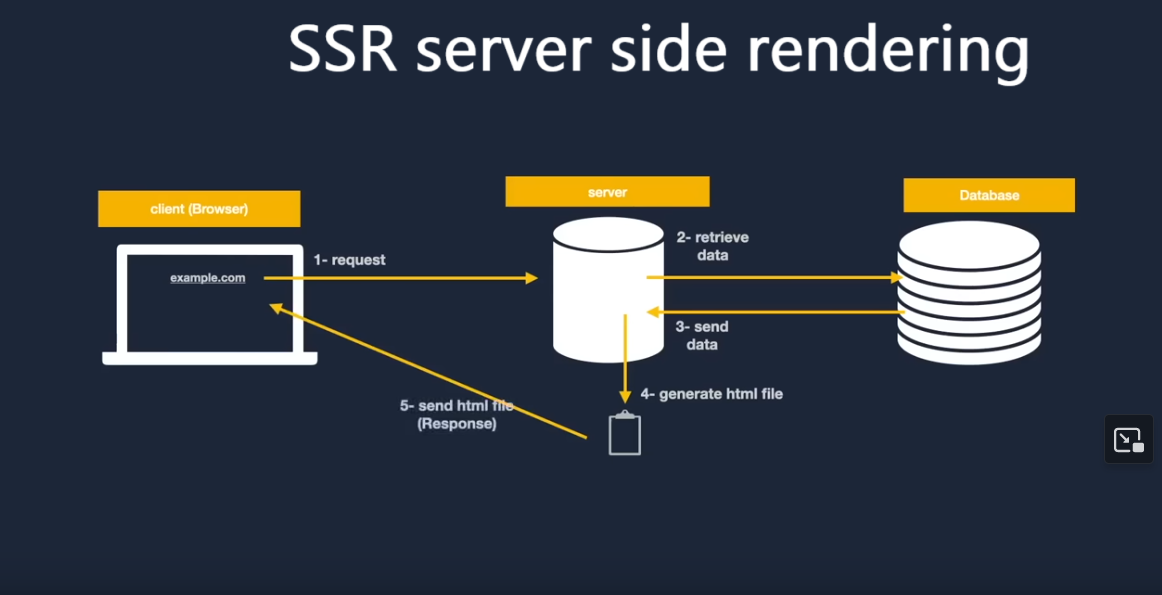 SSR server side rendering
client (Browser)
server
Database
example.com
1- request
2- retrieve
data
3- send
data
4- generate html file
5- send html file
(Response)